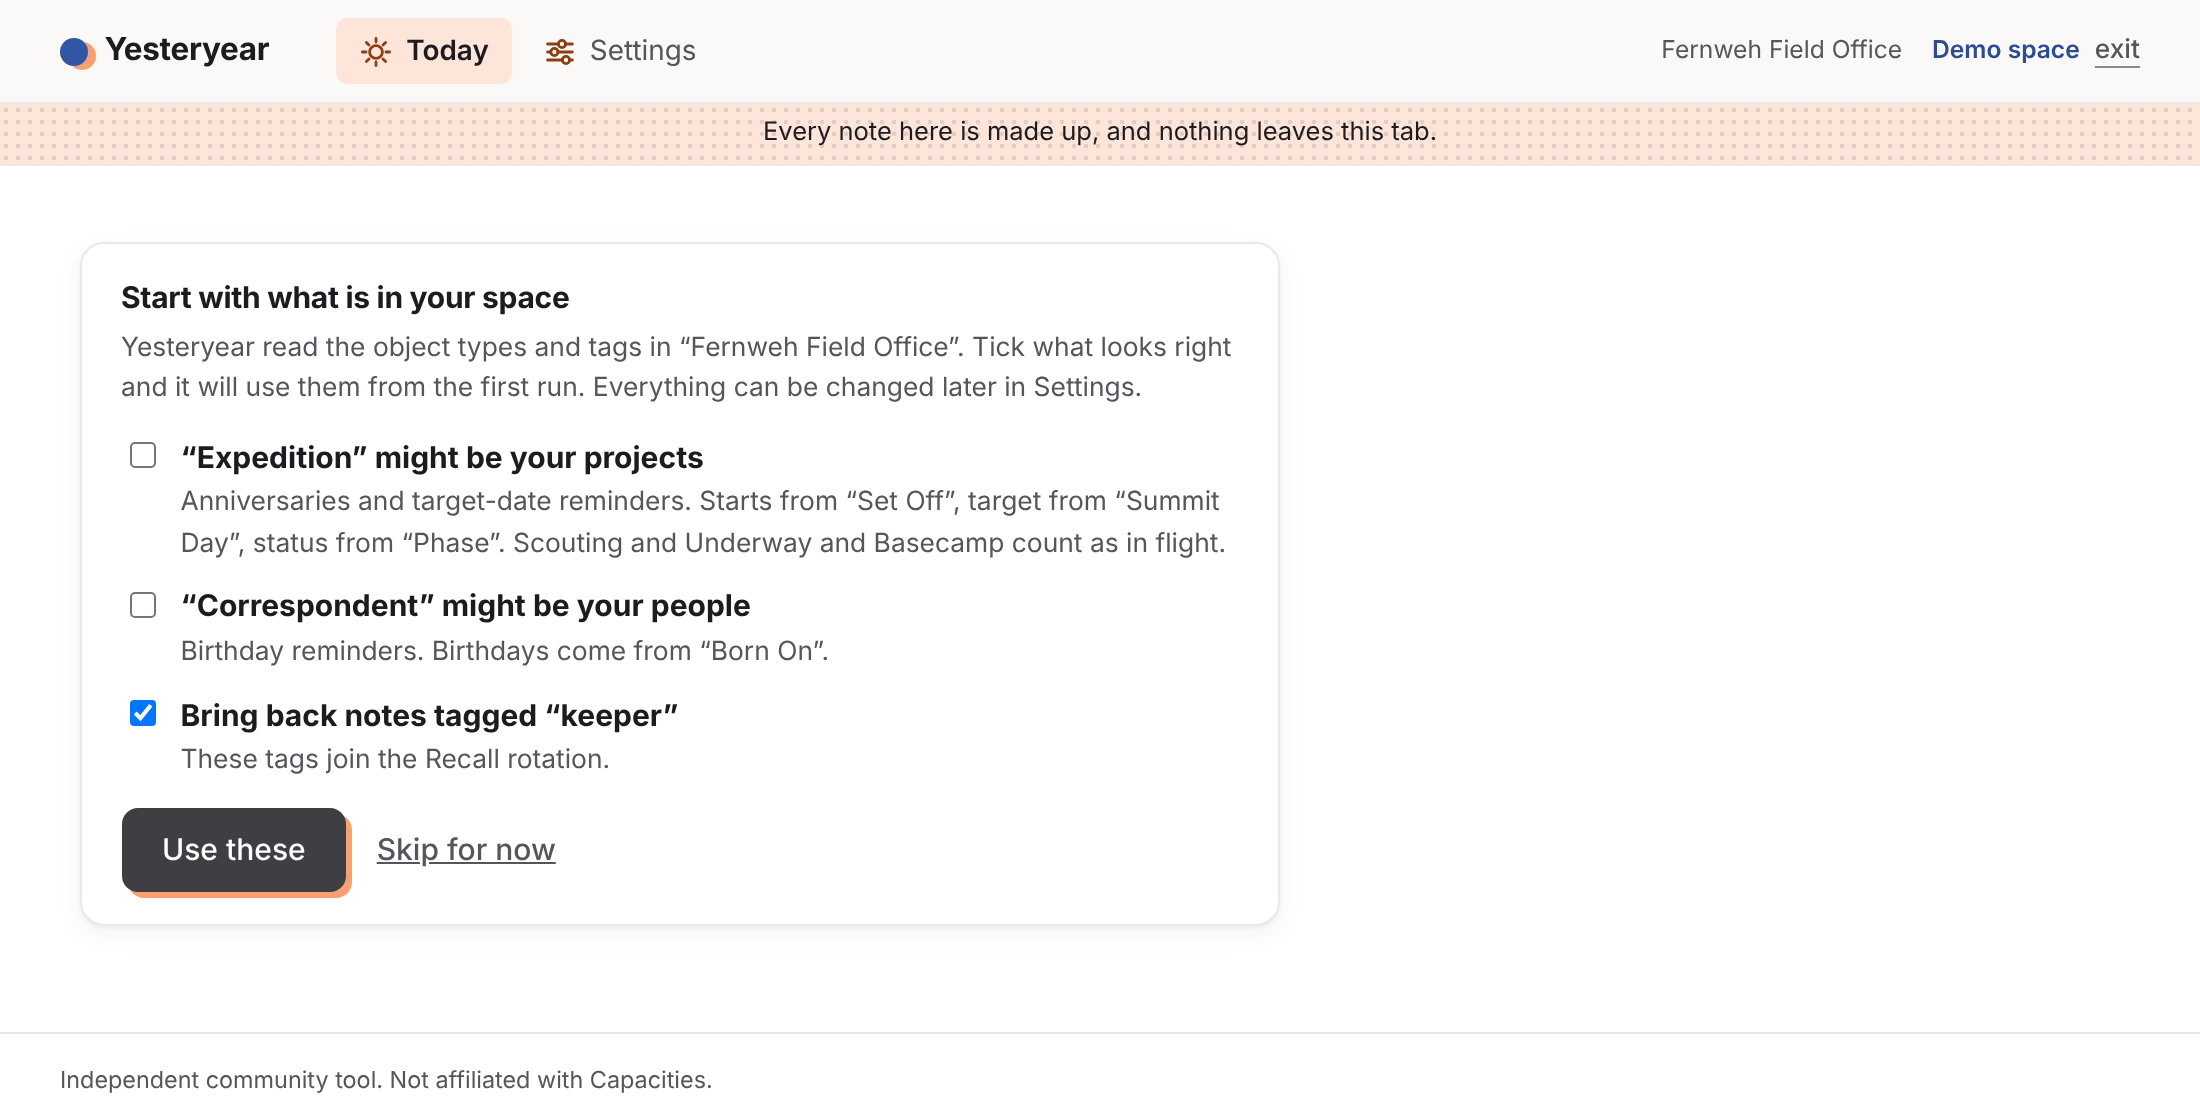 Yesteryear
Today
Settings
Fernweh Field Office
Demo space
exit
Every note here is made up, and nothing leaves this tab.
Start with what is in your space
Yesteryear read the object types and tags in “Fernweh Field Office”. Tick what looks right
and it will use them from the first run. Everything can be changed later in Settings.
“Expedition” might be your projects
Anniversaries and target-date reminders. Starts from “Set Off”, target from “Summit
Day”, status from “Phase”. Scouting and Underway and Basecamp count as in flight.
“Correspondent” might be your people
Birthday reminders. Birthdays come from “Born On”.
Bring back notes tagged “keeper”
These tags join the Recall rotation.
Use these
Skip for now
Independent community tool. Not affiliated with Capacities.